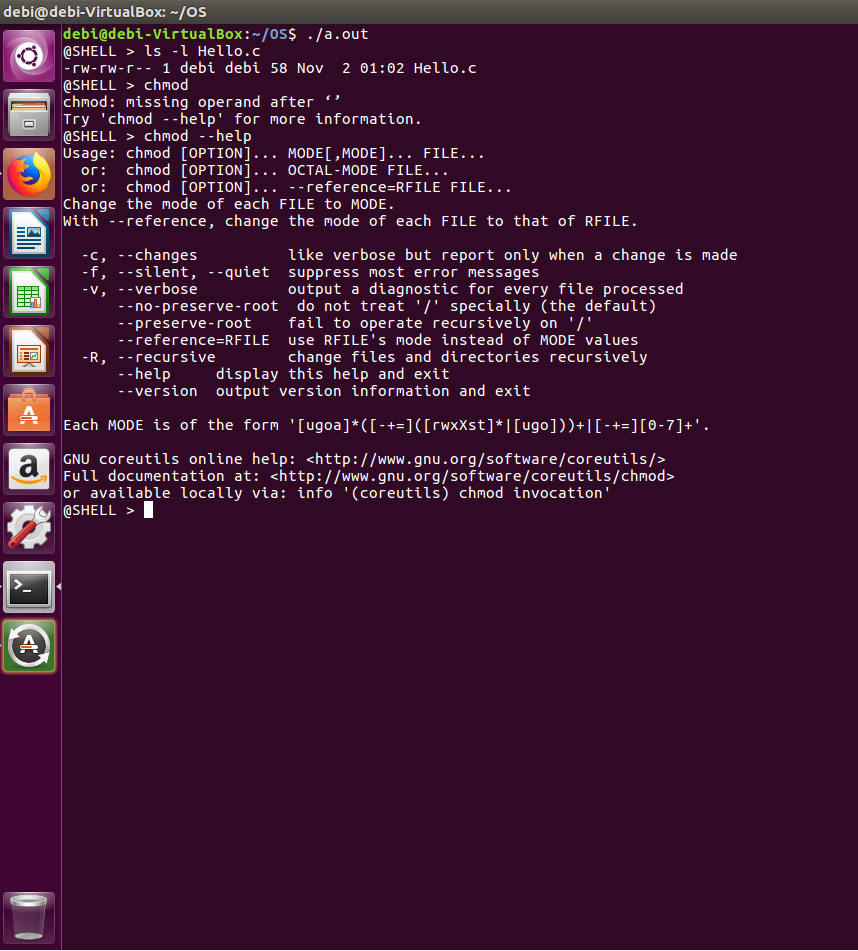 debi@debi-VirtualBox: ~/OS
debi@debi-VirtualBox:~/OS$ ./a.out
@SHELL > ls -l Hello.c
-rw-rw-r-- 1 debi debi 58 Nov  2 01:02 Hello.c
@SHELL > chmod
chmod: missing operand after ‘’
Try 'chmod --help' for more information.
@SHELL > chmod --help
Usage: chmod [OPTION]... MODE[,MODE]... FILE...
  or:  chmod [OPTION]... OCTAL-MODE FILE...
  or:  chmod [OPTION]... --reference=RFILE FILE...
Change the mode of each FILE to MODE.
With --reference, change the mode of each FILE to that of RFILE.

  -c, --changes          like verbose but report only when a change is made
  -f, --silent, --quiet  suppress most error messages
  -v, --verbose          output a diagnostic for every file processed
      --no-preserve-root  do not treat '/' specially (the default)
      --preserve-root    fail to operate recursively on '/'
      --reference=RFILE  use RFILE's mode instead of MODE values
  -R, --recursive        change files and directories recursively
      --help     display this help and exit
      --version  output version information and exit

Each MODE is of the form '[ugoa]*([-+=]([rwxXst]*|[ugo]))+|[-+=][0-7]+'.

GNU coreutils online help: <http://www.gnu.org/software/coreutils/>
Full documentation at: <http://www.gnu.org/software/coreutils/chmod>
or available locally via: info '(coreutils) chmod invocation'
@SHELL >